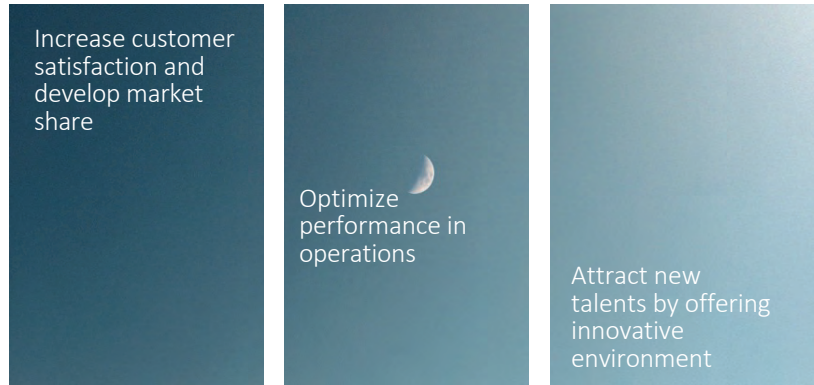 Increase customer
satisfaction and
develop market
share
Optimize
performance in
operations
Attract new
talents by offering
innovative
environment